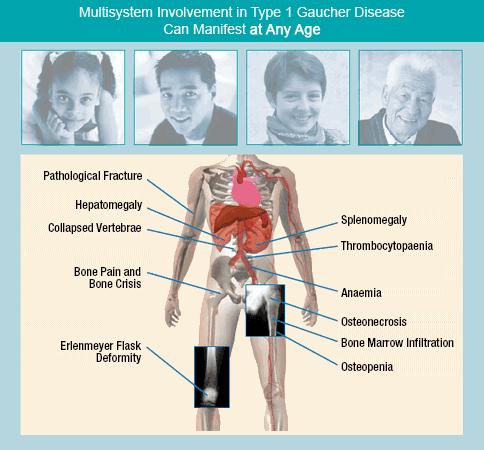 Multisystem Involvement in Type 1 Gaucher Disease
Can Manifest at Any Age
Pathological Fracture
Hepatomegaly
Collapsed Vertebrae
Bone Pain and
Bone Crisis
Erlenmeyer Flask
Deformity
Splenomegaly
Thrombocytopaenia
Anaemia
Osteonecrosis
Bone Marrow Infiltration
Osteopenia